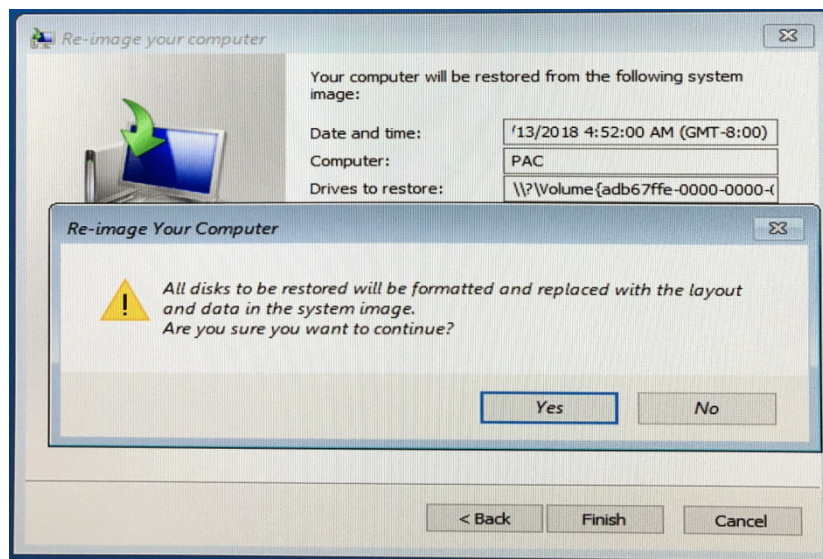 Re-image your computer
Your computer will be restored from the following system
image:
Date and time: /13/2018 4:52:00 AM (GMT-8:00)
Computer: PAC
Drives to restore: \\?\Volume{adb67ffe-0000-0000-(
Re-image Your Computer
All disks to be restored will be formatted and replaced with the layout
and data in the system image.
Are you sure you want to continue?
Yes No
< Back Finish Cancel